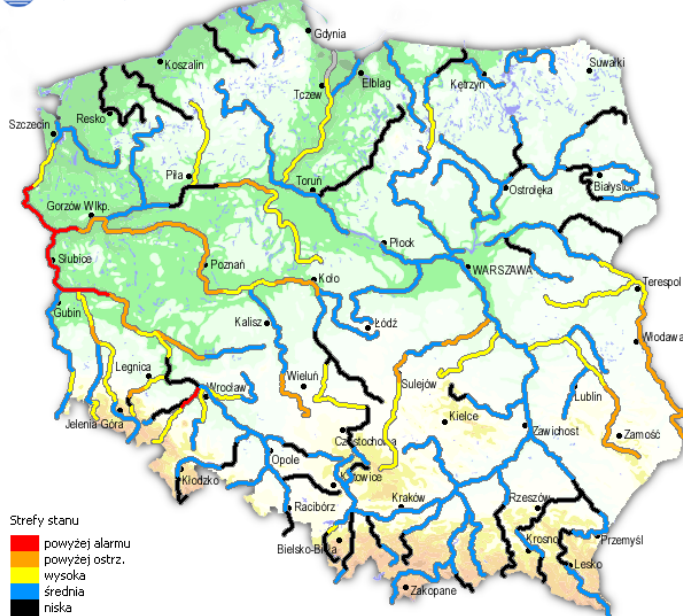 Gdynia
Koszalin
Suwałki
Elbląg
Kętrzyn
Tczew
Resko
Szczecin
Piła
Toruń
Ostrołęka
Białystok
Gorzów Wlkp.
Płock
Słubice
Poznań
WARSZAWA
Koło
Terespol
Gubin
Kalisz
Łódź
Włodawa
Legnica
Wieluń
Sulejów
Wrocław
Lublin
Jelenia Góra
Kielce
Zawichost
Zamość
Częstochowa
Opole
Kłodzko
Katowice
Kraków
Rzeszów
Racibórz
Przemyśl
Krosno
Bielsko-Biała
Lesko
Zakopane
Strefy stanu
powyżej alarmu
powyżej ostrz.
wysoka
średnia
niska